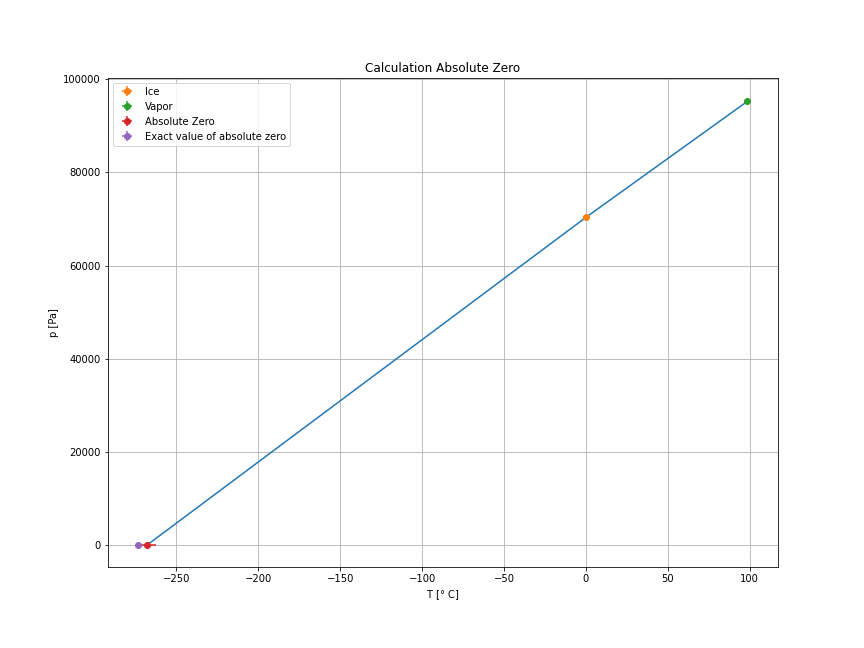 Calculation Absolute Zero
Ice
Vapor
Absolute Zero
Exact value of absolute zero
100000
80000
60000
40000
20000
0
p [Pa]
−250 −200 −150 −100 −50 0 50 100
T [° C]